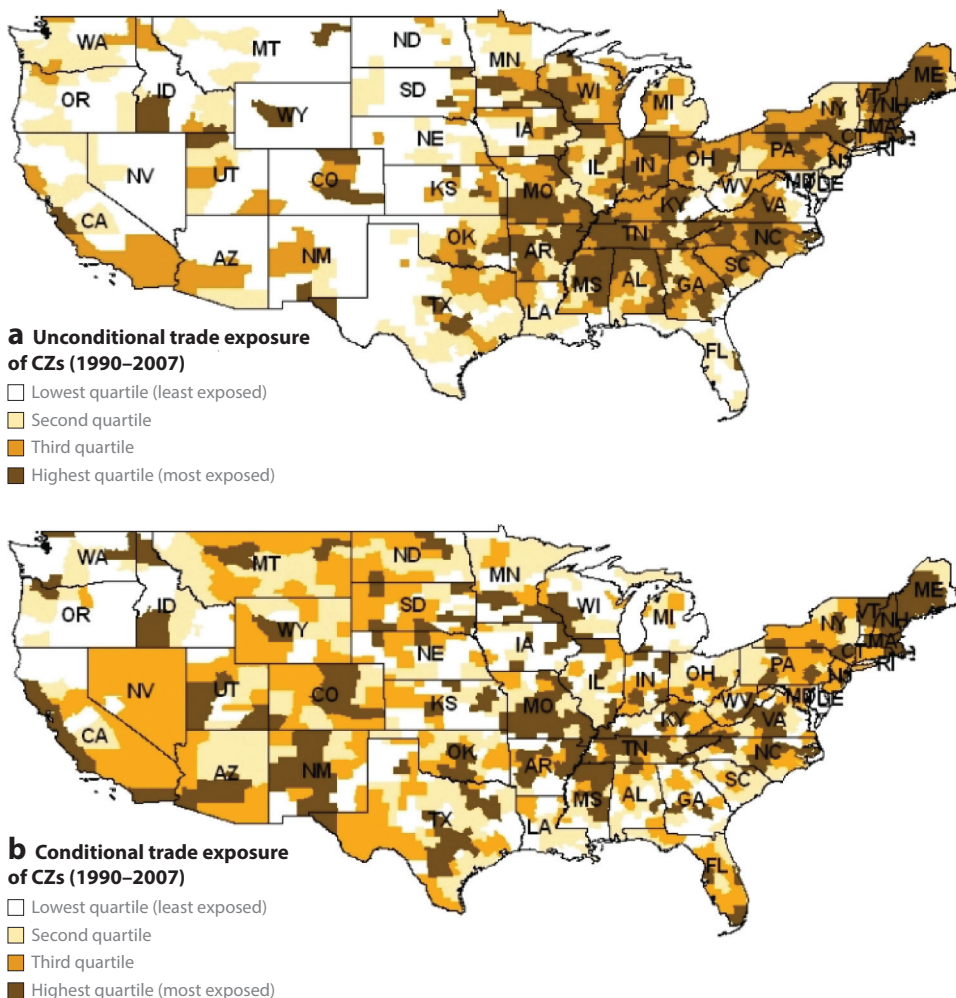 WA
MT
ND
MN
ME
OR
ID
SD
WI
MI
VT
NH
NY
MA
CT
RI
WY
NE
IA
PA
NJ
NV
UT
CO
KS
IL
IN
OH
MD
DE
WV
VA
MO
KY
CA
AZ
NM
OK
AR
TN
NC
SC
TX
LA
MS
AL
GA
FL
a Unconditional trade exposure
of CZs (1990–2007)
Lowest quartile (least exposed)
Second quartile
Third quartile
Highest quartile (most exposed)
WA
MT
ND
MN
ME
OR
ID
SD
WI
MI
VT
NH
NY
MA
CT
RI
WY
NE
IA
PA
NJ
NV
UT
CO
KS
IL
IN
OH
MD
DE
WV
VA
MO
KY
CA
AZ
NM
OK
AR
TN
NC
SC
TX
LA
MS
AL
GA
FL
b Conditional trade exposure
of CZs (1990–2007)
Lowest quartile (least exposed)
Second quartile
Third quartile
Highest quartile (most exposed)